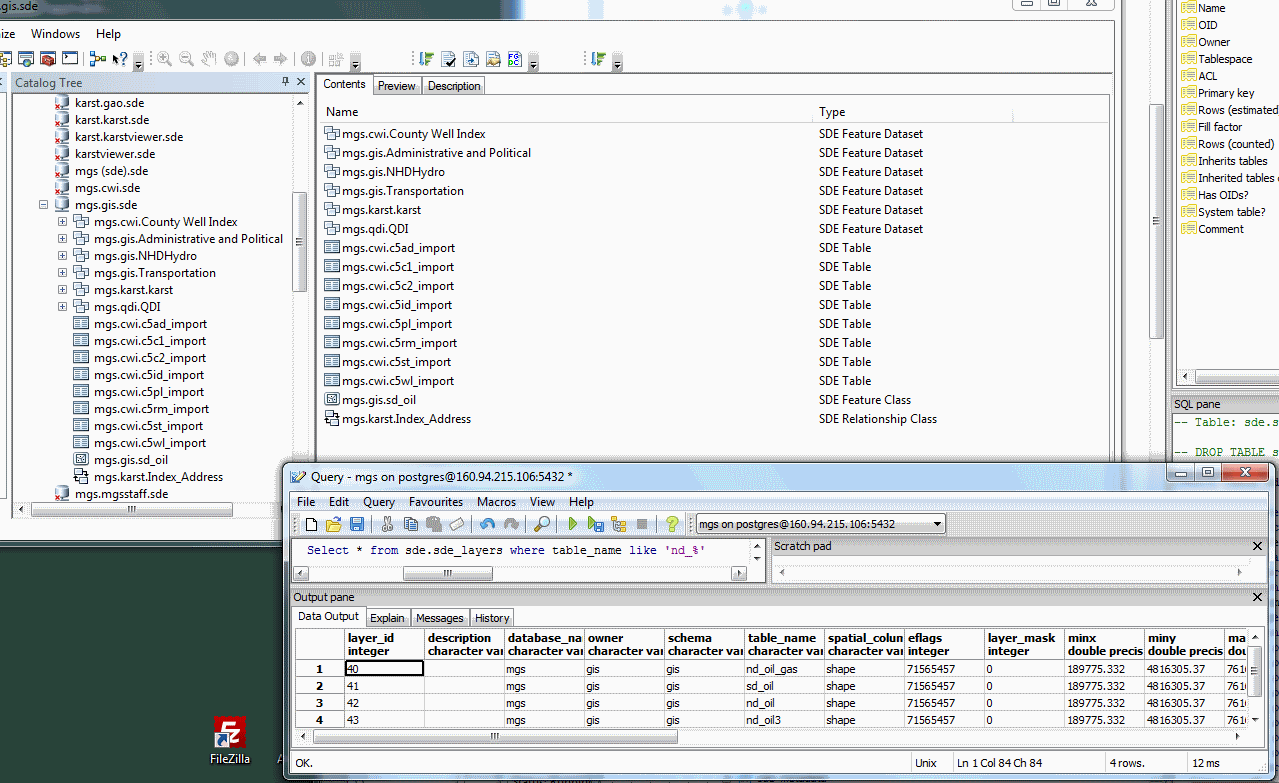 .gis.sde
ize Windows Help
Catalog Tree
karst.gao.sde
karst.karst.sde
karst.karstviewer.sde
karstviewer.sde
mgs (sde).sde
mgs.cwi.sde
mgs.gis.sde
mgs.cwi.County Well Index
mgs.gis.Administrative and Political
mgs.gis.NHDHydro
mgs.gis.Transportation
mgs.karst.karst
mgs.qdi.QDI
mgs.cwi.c5ad_import
mgs.cwi.c5c1_import
mgs.cwi.c5c2_import
mgs.cwi.c5id_import
mgs.cwi.c5pl_import
mgs.cwi.c5rm_import
mgs.cwi.c5st_import
mgs.cwi.c5wl_import
mgs.gis.sd_oil
mgs.karst.Index_Address
mgs.mgsstaff.sde
Contents Preview Description
Name Type
mgs.cwi.County Well Index SDE Feature Dataset
mgs.gis.Administrative and Political SDE Feature Dataset
mgs.gis.NHDHydro SDE Feature Dataset
mgs.gis.Transportation SDE Feature Dataset
mgs.karst.karst SDE Feature Dataset
mgs.qdi.QDI SDE Feature Dataset
mgs.cwi.c5ad_import SDE Table
mgs.cwi.c5c1_import SDE Table
mgs.cwi.c5c2_import SDE Table
mgs.cwi.c5id_import SDE Table
mgs.cwi.c5pl_import SDE Table
mgs.cwi.c5rm_import SDE Table
mgs.cwi.c5st_import SDE Table
mgs.cwi.c5wl_import SDE Table
mgs.gis.sd_oil SDE Feature Class
mgs.karst.Index_Address SDE Relationship Class
Name
OID
Owner
Tablespace
ACL
Primary key
Rows (estimated
Fill factor
Rows (counted)
Inherits tables
Inherited tables
Has OIDs?
System table?
Comment
SQL pane
-- Table: sde.s
-- DROP TABLE s
Query - mgs on postgres@160.94.215.106:5432 *
File Edit Query Favourites Macros View Help
mgs on postgres@160.94.215.106:5432
Select * from sde.sde_layers where table_name like 'nd_%'
Scratch pad
Output pane
Data Output Explain Messages History
layer_id description database_na owner schema table_name spatial_colun eflags layer_mask minx miny ma
integer character var character var character var character var character var character var integer integer double precis double precis doul
1 40 mgs gis gis nd_oil_gas shape 71565457 0 189775.332 4816305.37 7610
2 41 mgs gis gis sd_oil shape 71565457 0 189775.332 4816305.37 7610
3 42 mgs gis gis nd_oil shape 71565457 0 189775.332 4816305.37 7610
4 43 mgs gis gis nd_oil3 shape 71565457 0 189775.332 4816305.37 7610
OK. Unix Ln 1 Col 84 Ch 84 4 rows. 12 ms
FileZilla